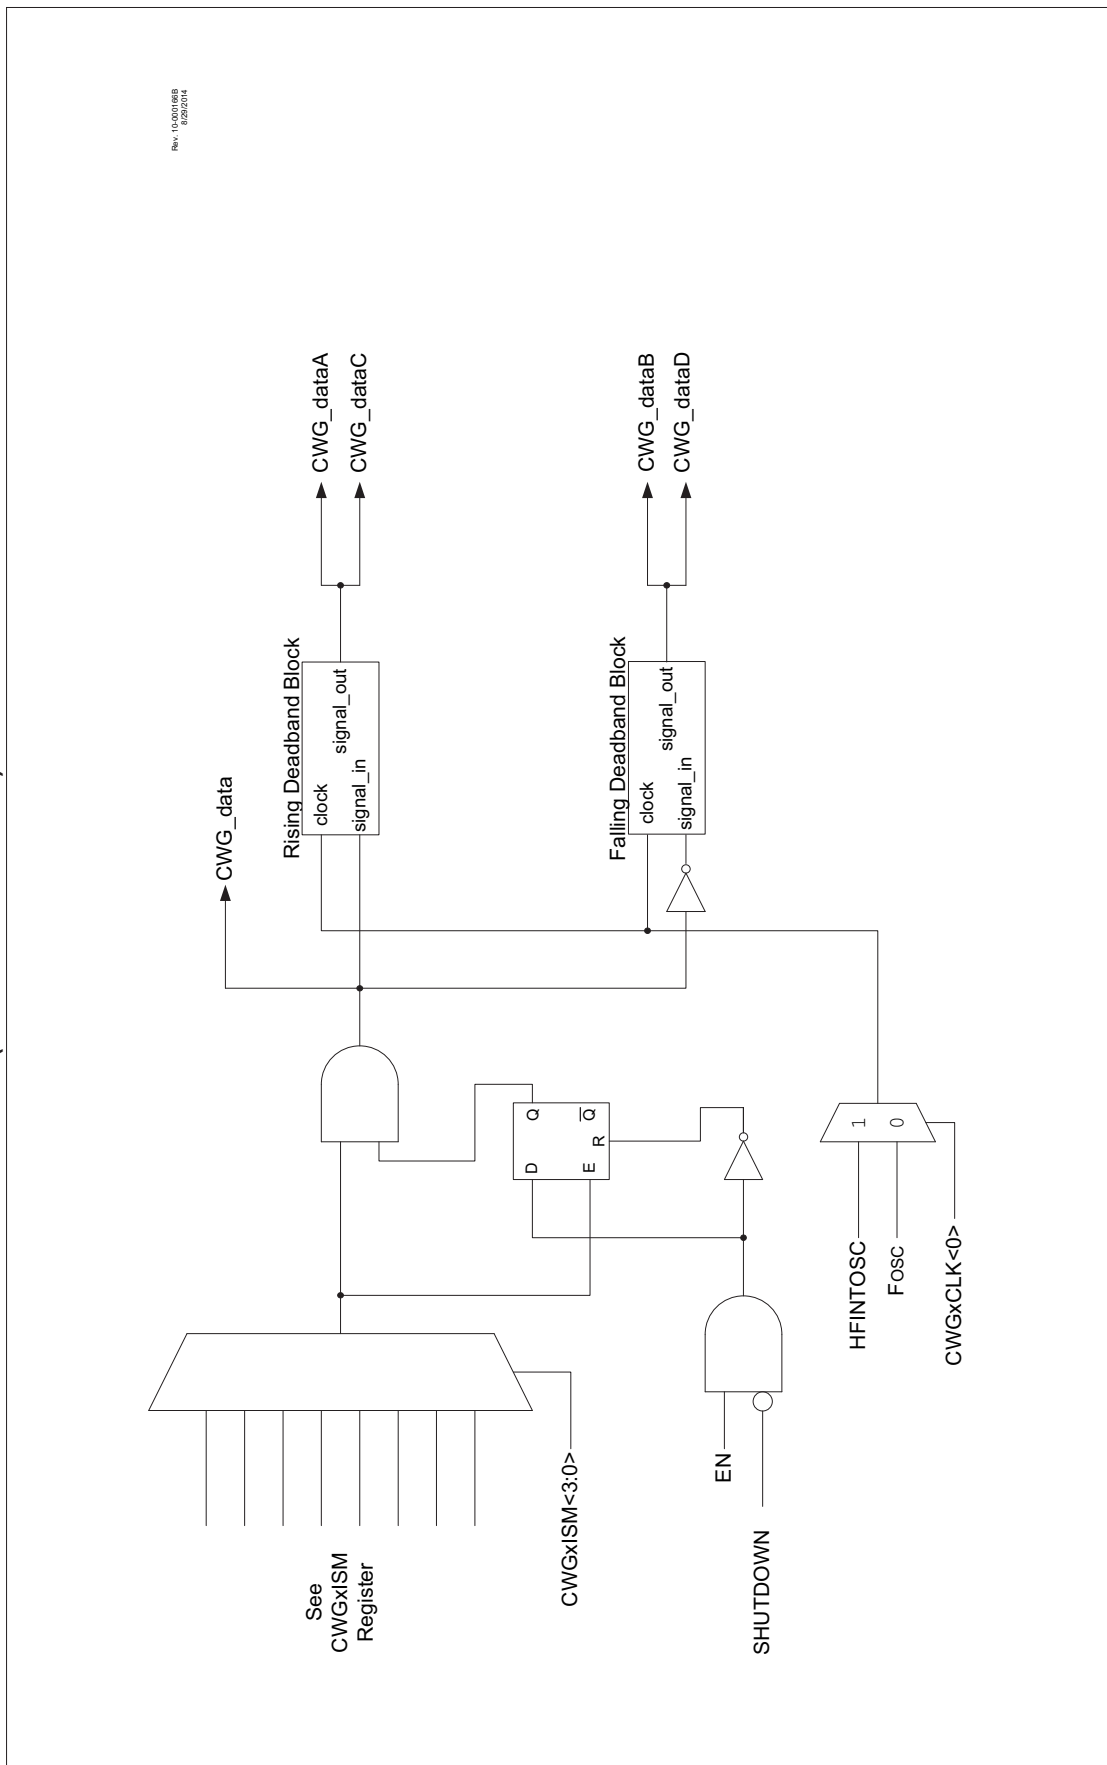 Rev. 10-000166B
8/29/2014
See
CWGxISM
Register
CWGxISM<3:0>
EN
SHUTDOWN
D
Q
E
R
Q
HFINTOSC
FOSC
1
0
CWGxCLK<0>
CWG_data
Rising Deadband Block
clock
signal_out
signal_in
CWG_dataA
CWG_dataC
Falling Deadband Block
clock
signal_out
signal_in
CWG_dataB
CWG_dataD